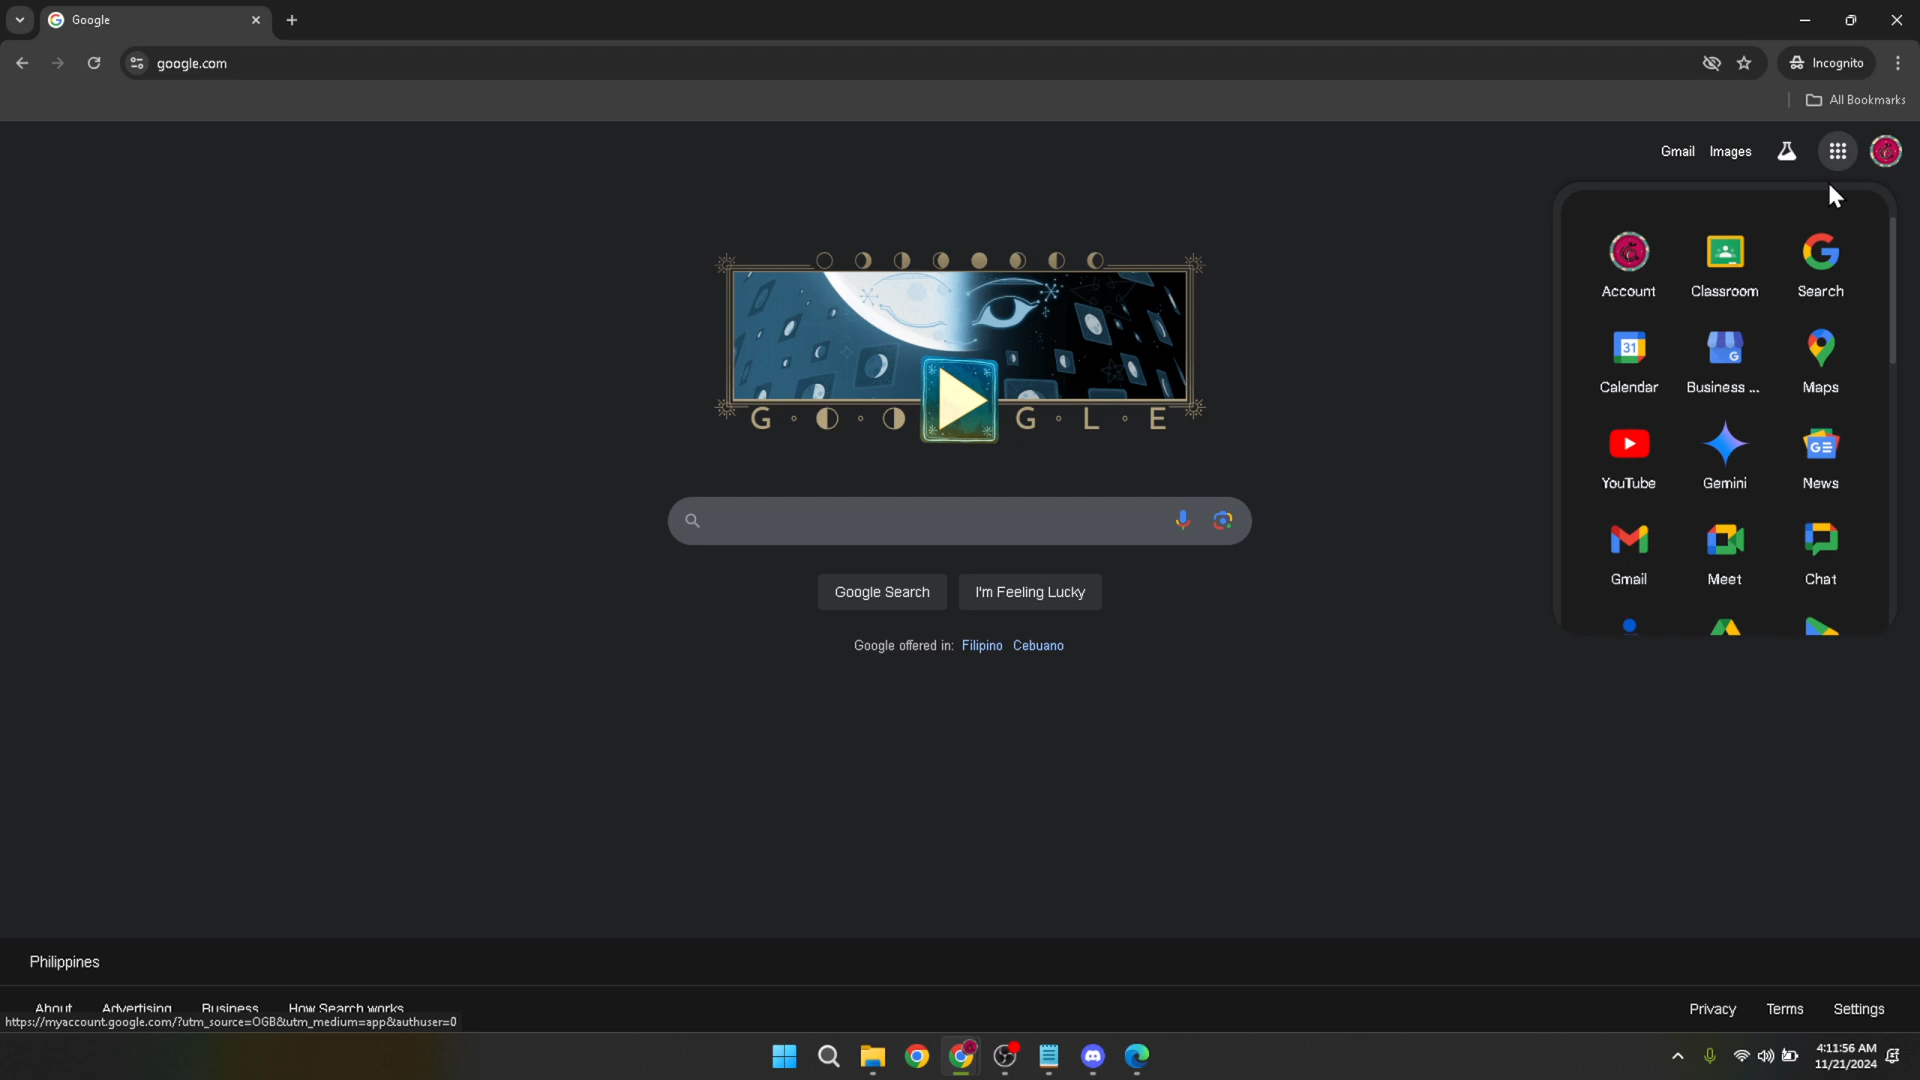 Google
google.com
Incognito
All Bookmarks
Gmail Images
Account Classroom Search
31
Calendar Business ... Maps
YouTube Gemini News
Gmail Meet Chat
G O O G L E
Google Search I'm Feeling Lucky
Google offered in: Filipino Cebuano
Philippines
About Advertising Business How Search works
Privacy Terms Settings
https://myaccount.google.com/?utm_source=OGB&utm_medium=app&authuser=0
4:11:56 AM
11/21/2024